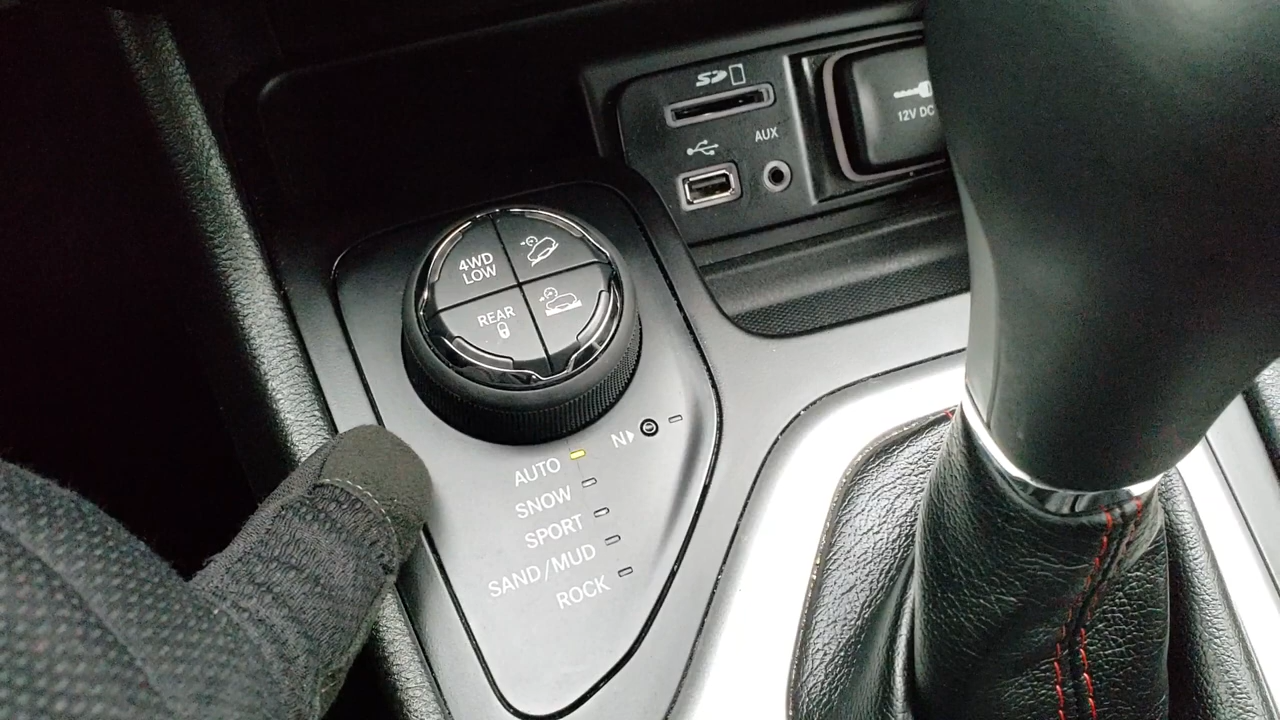 SD
AUX
12V DC
4WD
LOW
REAR
N
AUTO
SNOW
SPORT
SAND/MUD
ROCK